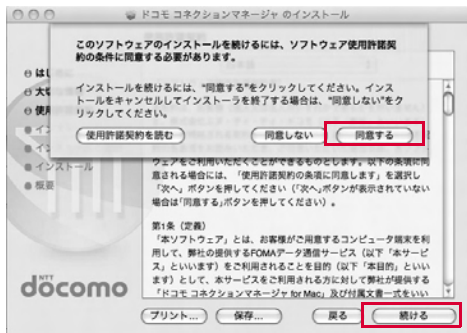 ドコモ コネクションマネージャ のインストール
このソフトウェアのインストールを続けるには、ソフトウェア使用許諾契
約の条件に同意する必要があります。
インストールを続けるには、"同意する"をクリックしてください。インス
トールをキャンセルしてインストーラを終了する場合は、"同意しない"をク
リックしてください。
使用許諾契約を読む
同意しない
同意する
はじ
大切
使用
イン
イン
インストール
概要
ウェアをご利用いただくことができるものとします。以下の条項に同
意される場合には、「使用許諾契約の条項に同意します」を選択し
「次へ」ボタンを押してください(「次へ」ボタンが表示されていない
場合は「同意する」ボタンを押してください)。
第1条(定義)
「本ソフトウェア」とは、お客様がご用意するコンピュータ端末を利
用して、弊社の提供するFOMAデータ通信サービス(以下「本サービ
ス」といいます)をご利用されることを目的(以下「本目的」といい
ます)として、本サービスをご利用される方に対して弊社が提供する
「ドコモ コネクションマネージャ for Mac」及び付属文書一式をいい
NTT
döcomo
プリント...
保存...
戻る
続ける